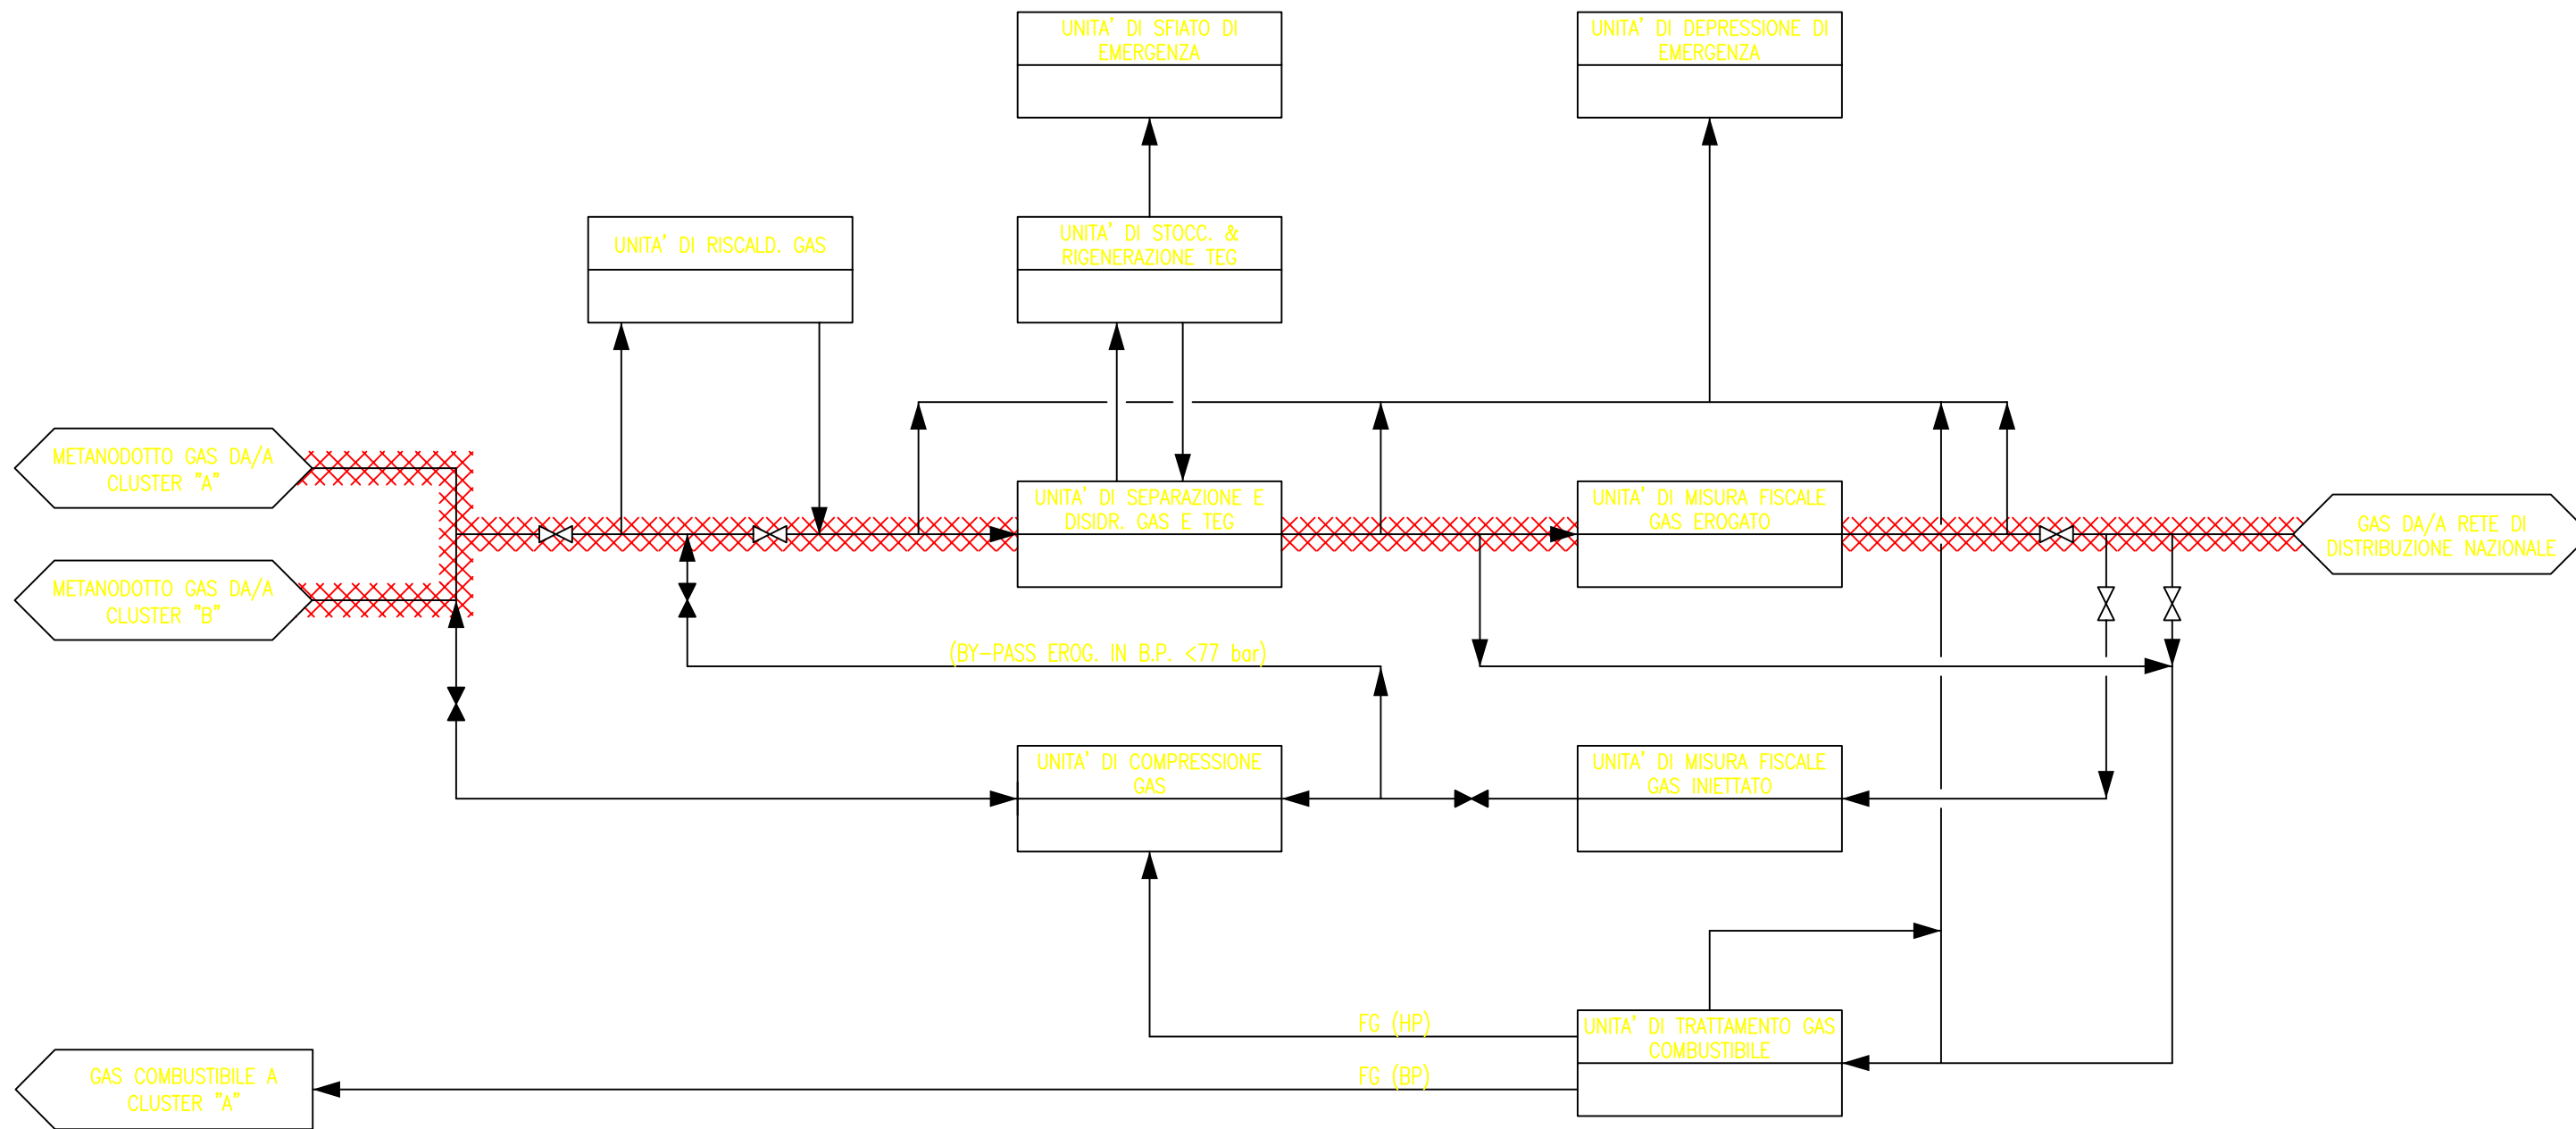 UNITA' DI SFIATO DI
EMERGENZA
UNITA' DI DEPRESSIONE DI
EMERGENZA
UNITA' DI RISCALD. GAS
UNITA' DI STOCC. &
RIGENERAZIONE TEG
METANODOTTO GAS DA/A
CLUSTER "A"
UNITA' DI SEPARAZIONE E
DISIDR. GAS E TEG
UNITA' DI MISURA FISCALE
GAS EROGATO
GAS DA/A RETE DI
DISTRIBUZIONE NAZIONALE
METANODOTTO GAS DA/A
CLUSTER "B"
(BY-PASS EROG. IN B.P. <77 bar)
UNITA' DI COMPRESSIONE
GAS
UNITA' DI MISURA FISCALE
GAS INIETTATO
FG (HP)
UNITA' DI TRATTAMENTO GAS
COMBUSTIBILE
FG (BP)
GAS COMBUSTIBILE A
CLUSTER "A"